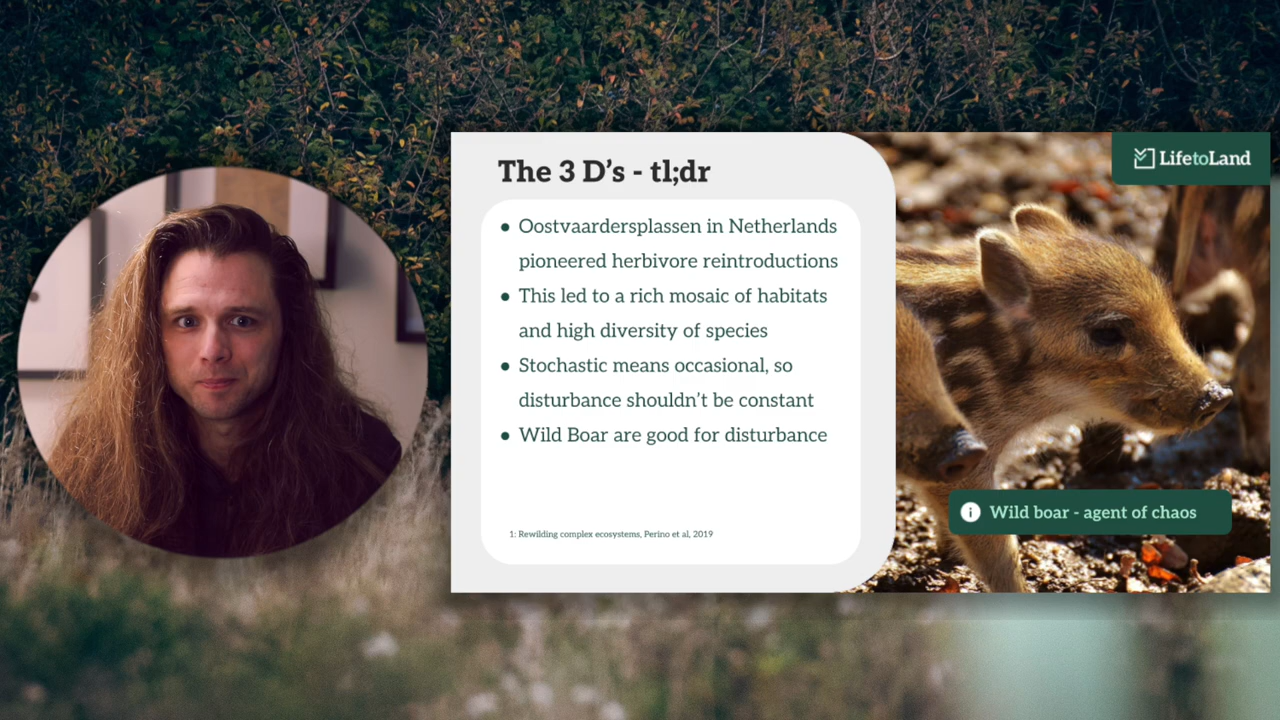 The 3 D's - tl;dr
● Oostvaardersplassen in Netherlands
pioneered herbivore reintroductions
● This led to a rich mosaic of habitats
and high diversity of species
● Stochastic means occasional, so
disturbance shouldn't be constant
● Wild Boar are good for disturbance
1: Rewilding complex ecosystems, Perino et al, 2019
LifetoLand
i Wild boar - agent of chaos